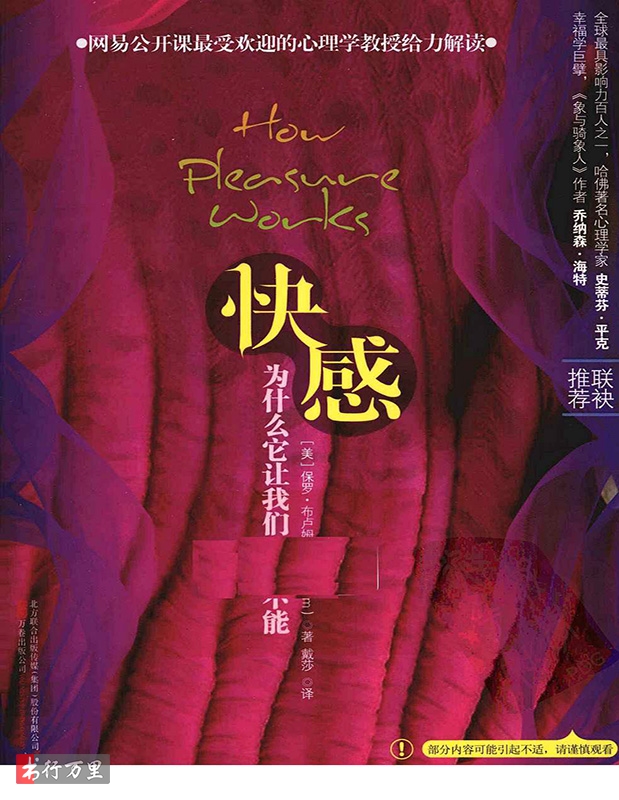 ●网易公开课最受欢迎的心理学教授给力解读●
全球最具影响力百人之一，哈佛著名心理学家 史蒂芬·平克
幸福学巨擘，《象与骑象人》作者 乔纳森·海特
联袂
推荐
How
Pleasure
Works
快感
为什么它让我们
不能
[美]保罗·布卢姆
m)◎著 戴莎◎译
北方联合出版传媒(集团)股份有限公司
万卷出版公司
! 部分内容可能引起不适，请谨慎观看
书行万里